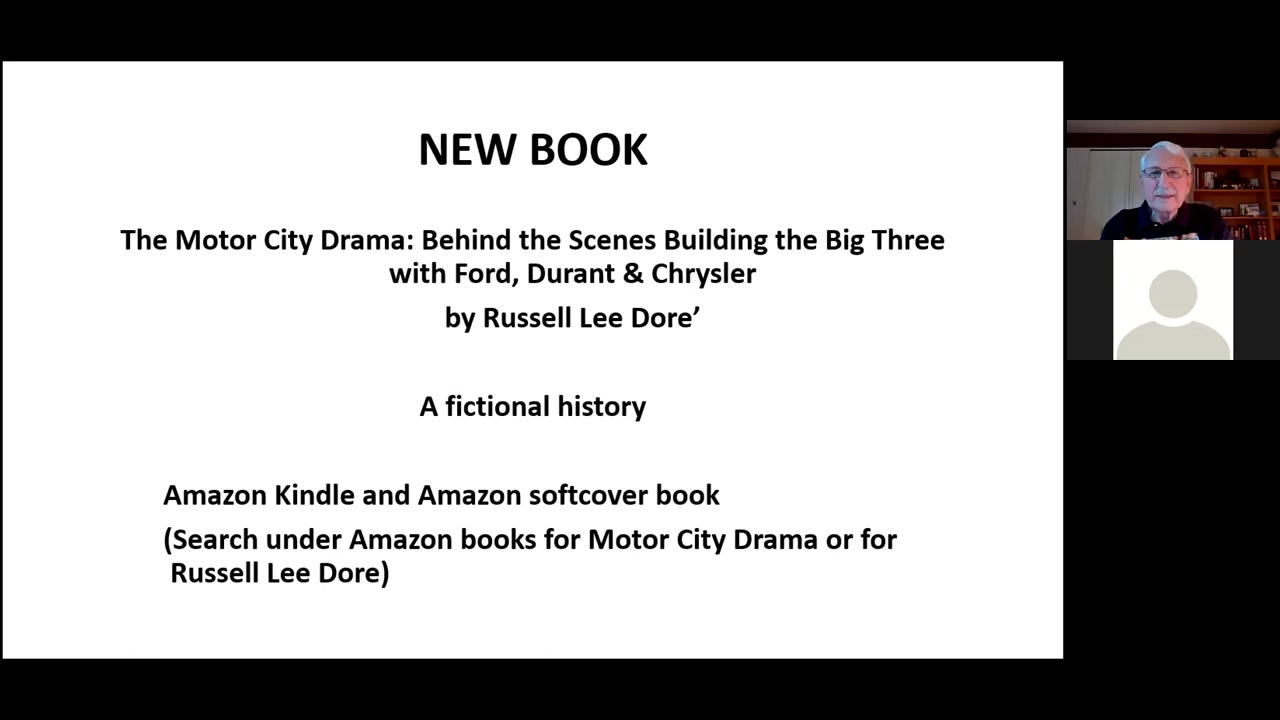 NEW BOOK
The Motor City Drama: Behind the Scenes Building the Big Three
with Ford, Durant & Chrysler
by Russell Lee Dore’
A fictional history
Amazon Kindle and Amazon softcover book
(Search under Amazon books for Motor City Drama or for
Russell Lee Dore)